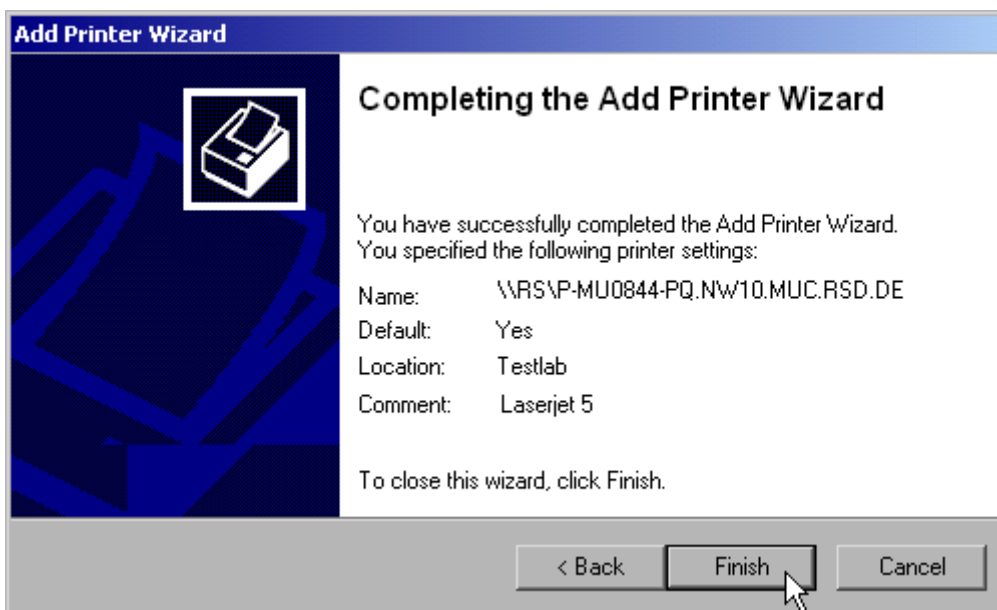 Add Printer Wizard
Completing the Add Printer Wizard
You have successfully completed the Add Printer Wizard.
You specified the following printer settings:
Name: \\RS\P-MU0844-PQ.NW10.MUC.RSD.DE
Default: Yes
Location: Testlab
Comment: Laserjet 5
To close this wizard, click Finish.
< Back Finish Cancel